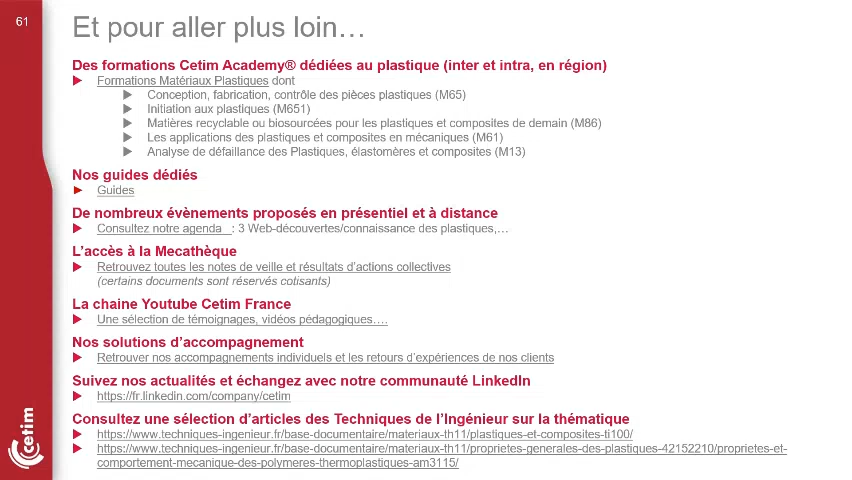 61
Et pour aller plus loin…
Des formations Cetim Academy® dédiées au plastique (inter et intra, en région)
Formations Matériaux Plastiques dont
Conception, fabrication, contrôle des pièces plastiques (M65)
Initiation aux plastiques (M651)
Matières recyclable ou biosourcées pour les plastiques et composites de demain (M86)
Les applications des plastiques et composites en mécaniques (M61)
Analyse de défaillance des Plastiques, élastomères et composites (M13)
Nos guides dédiés
Guides
De nombreux évènements proposés en présentiel et à distance
Consultez notre agenda : 3 Web-découvertes/connaissance des plastiques,…
L'accès à la Mecathèque
Retrouvez toutes les notes de veille et résultats d'actions collectives
(certains documents sont réservés cotisants)
La chaine Youtube Cetim France
Une sélection de témoignages, vidéos pédagogiques….
Nos solutions d'accompagnement
Retrouver nos accompagnements individuels et les retours d'expériences de nos clients
Suivez nos actualités et échangez avec notre communauté LinkedIn
https://fr.linkedin.com/company/cetim
Consultez une sélection d'articles des Techniques de l'Ingénieur sur la thématique
https://www.techniques-ingenieur.fr/base-documentaire/materiaux-th11/plastiques-et-composites-ti100/
https://www.techniques-ingenieur.fr/base-documentaire/materiaux-th11/proprietes-generales-des-plastiques-42152210/proprietes-et-
comportement-mecanique-des-polymeres-thermoplastiques-am3115/
cetim